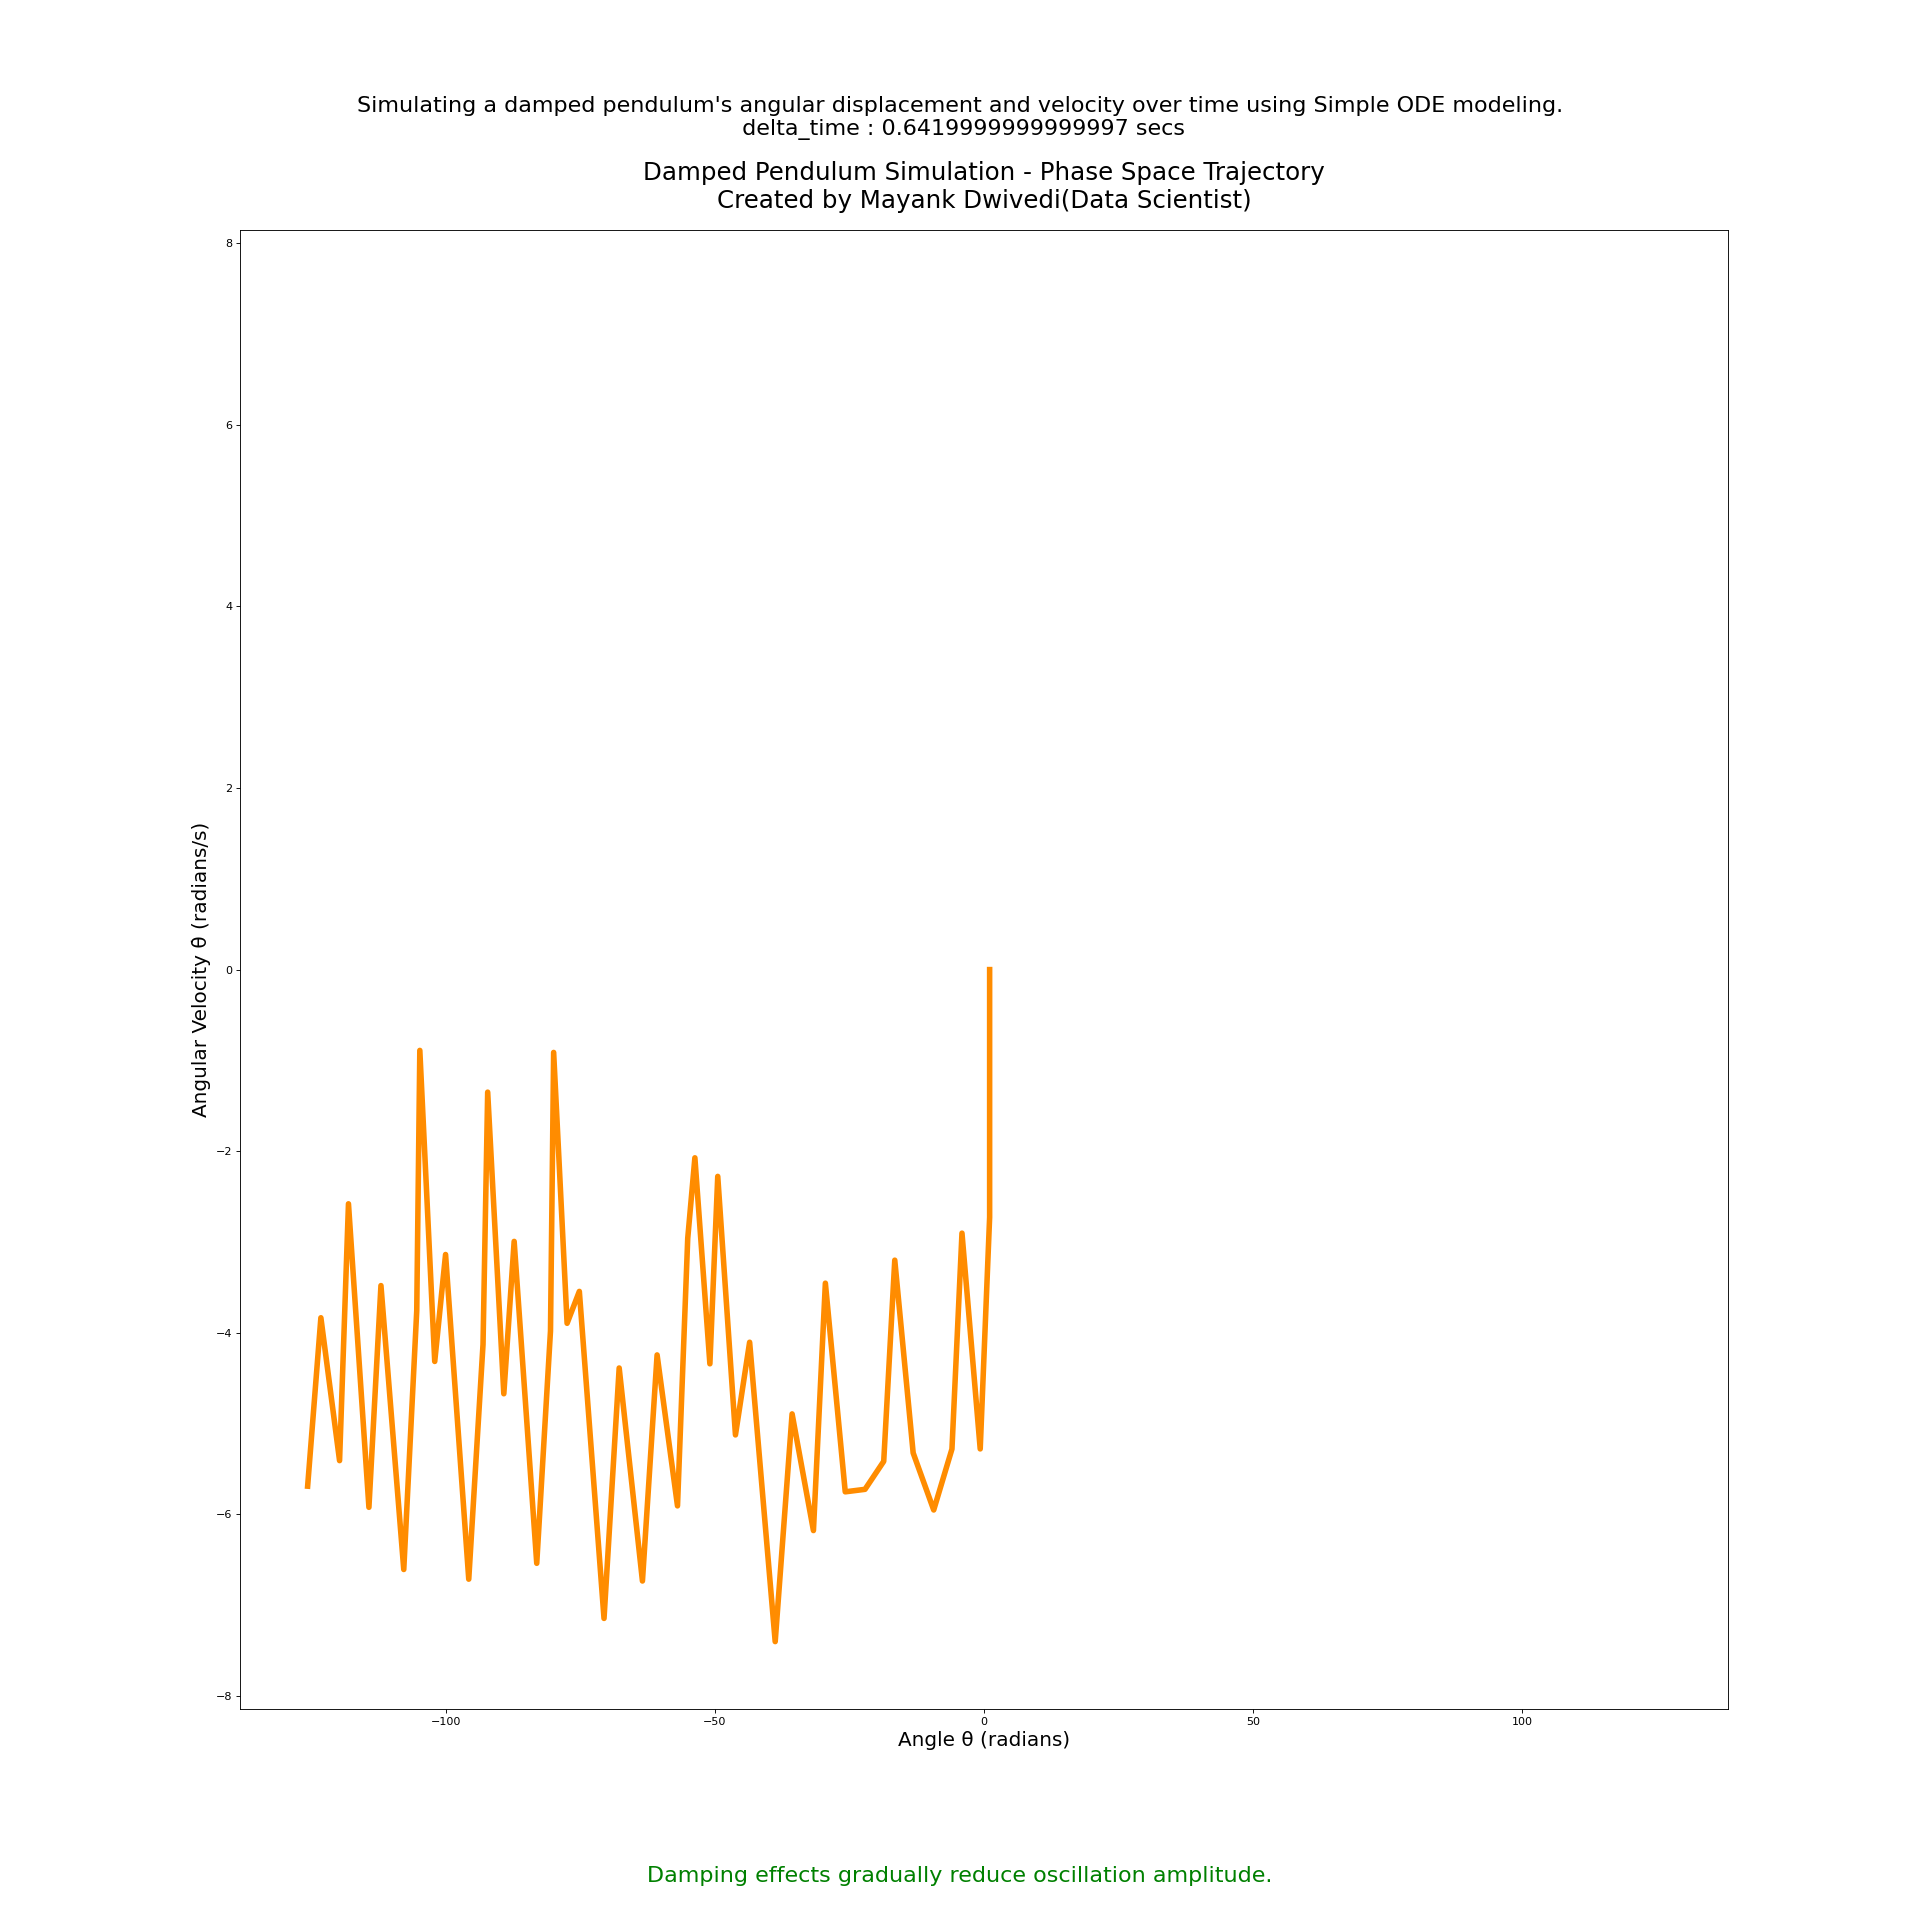 Simulating a damped pendulum's angular displacement and velocity over time using Simple ODE modeling.
delta_time : 0.6419999999999997 secs
Damped Pendulum Simulation - Phase Space Trajectory
Created by Mayank Dwivedi(Data Scientist)
8
6
4
2
0
−2
−4
−6
−8
Angular Velocity θ (radians/s)
−100
−50
0
50
100
Angle θ (radians)
Damping effects gradually reduce oscillation amplitude.